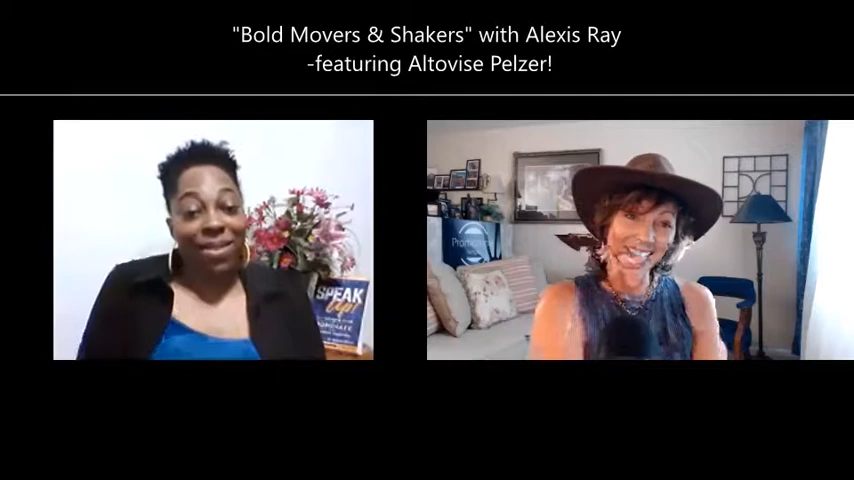 "Bold Movers & Shakers" with Alexis Ray
-featuring Altovise Pelzer!
SPEAK
Up!